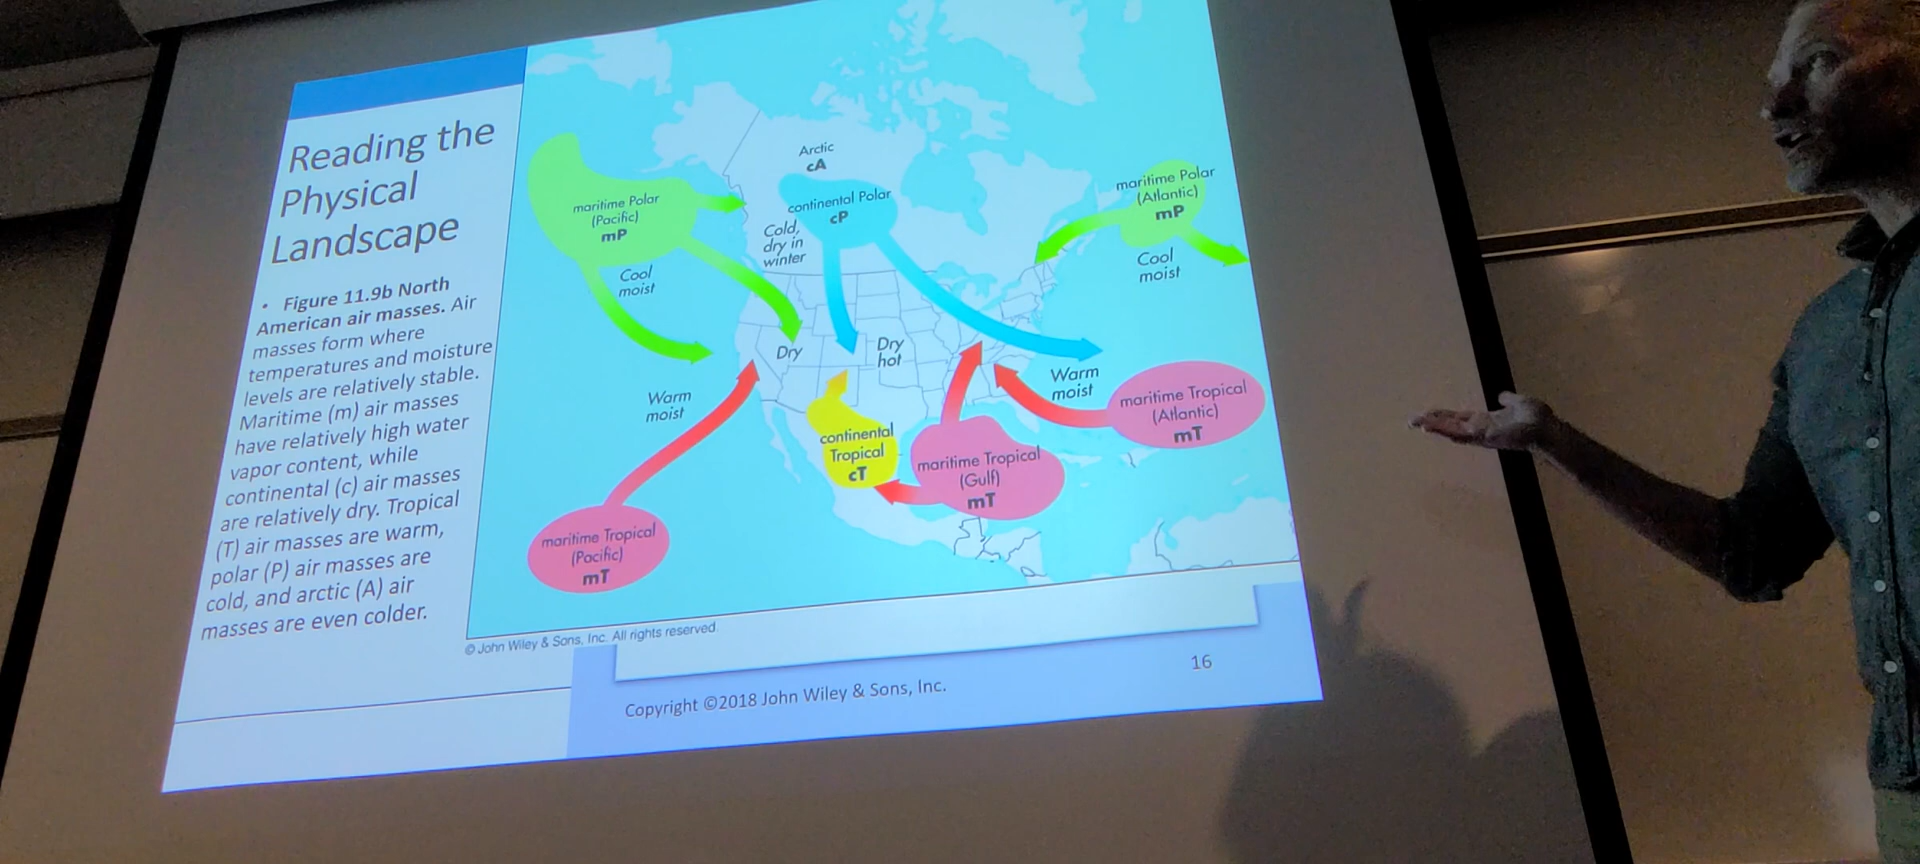 Reading the
Physical
Landscape
• Figure 11.9b North
American air masses. Air
masses form where
temperatures and moisture
levels are relatively stable.
Maritime (m) air masses
have relatively high water
vapor content, while
continental (c) air masses
are relatively dry. Tropical
(T) air masses are warm,
polar (P) air masses are
cold, and arctic (A) air
masses are even colder.
Arctic
cA
maritime Polar
(Pacific)
mP
continental Polar
cP
maritime Polar
(Atlantic)
mP
Cold,
dry in
winter
Cool
moist
Cool
moist
Dry
Dry
hot
Warm
moist
Warm
moist
maritime Tropical
(Atlantic)
mT
continental
Tropical
cT
maritime Tropical
(Gulf)
mT
maritime Tropical
(Pacific)
mT
© John Wiley & Sons, Inc. All rights reserved.
16
Copyright ©2018 John Wiley & Sons, Inc.